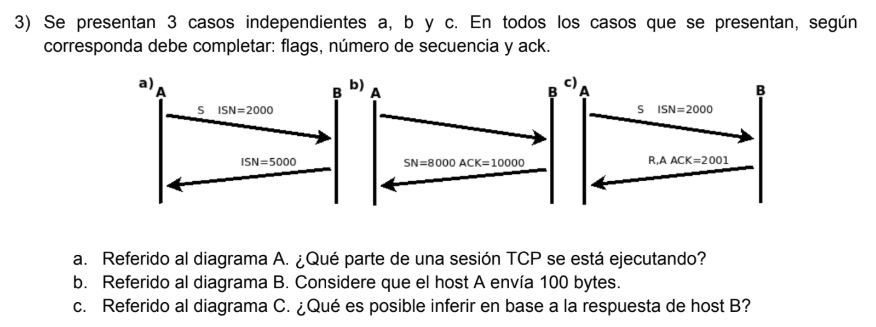 3) Se presentan 3 casos independientes a, b y c. En todos los casos que se presentan, según
corresponda debe completar: flags, número de secuencia y ack.
a) A B b) A B c) A B
S ISN=2000 S ISN=2000
ISN=5000 SN=8000 ACK=10000 R,A ACK=2001
a. Referido al diagrama A. ¿Qué parte de una sesión TCP se está ejecutando?
b. Referido al diagrama B. Considere que el host A envía 100 bytes.
c. Referido al diagrama C. ¿Qué es posible inferir en base a la respuesta de host B?